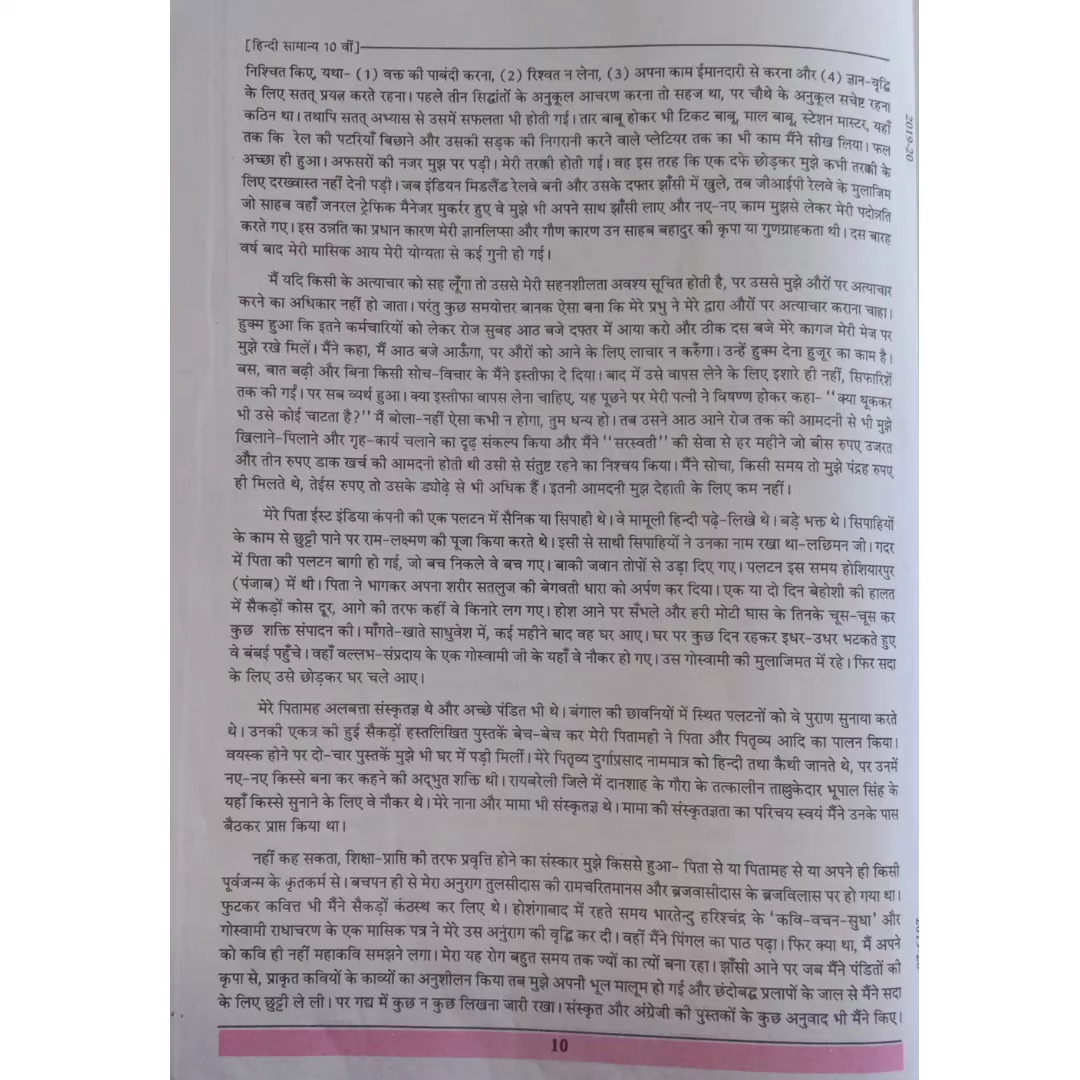 [हिन्दी सामान्य 10 वीं]
निश्चित किए, यथा- (1) वक्त की पाबंदी करना, (2) रिश्वत न लेना, (3) अपना काम ईमानदारी से करना और (4) ज्ञान-वृद्धि
के लिए सतत् प्रयत्न करते रहना। पहले तीन सिद्धांतों के अनुकूल आचरण करना तो सहज था, पर चौथे के अनुकूल सचेष्ट रहना
कठिन था। तथापि सतत् अभ्यास से उसमें सफलता भी होती गई। तार बाबू होकर भी टिकट बाबू, माल बाबू, स्टेशन मास्टर, यहाँ
तक कि रेल की पटरियाँ बिछाने और उसकी सड़क की निगरानी करने वाले प्लेटियर तक का भी काम मैंने सीख लिया। फल
अच्छा ही हुआ। अफसरों की नजर मुझ पर पड़ी। मेरी तरक्की होती गई। वह इस तरह कि एक दफे छोड़कर मुझे कभी तरक्की के
लिए दरख्वास्त नहीं देनी पड़ी। जब इंडियन मिडलैंड रेलवे बनी और उसके दफ्तर झाँसी में खुले, तब जीआईपी रेलवे के मुलाजिम
जो साहब वहाँ जनरल ट्रेफिक मैनेजर मुकर्रर हुए वे मुझे भी अपने साथ झाँसी लाए और नए-नए काम मुझसे लेकर मेरी पदोन्नति
करते गए। इस उन्नति का प्रधान कारण मेरी ज्ञानलिप्सा और गौण कारण उन साहब बहादुर की कृपा या गुणग्राहकता थी। दस बारह
वर्ष बाद मेरी मासिक आय मेरी योग्यता से कई गुनी हो गई।
मैं यदि किसी के अत्याचार को सह लूँगा तो उससे मेरी सहनशीलता अवश्य सूचित होती है, पर उससे मुझे औरों पर अत्याचार
करने का अधिकार नहीं हो जाता। परंतु कुछ समयोत्तर बानक ऐसा बना कि मेरे प्रभु ने मेरे द्वारा औरों पर अत्याचार कराना चाहा।
हुक्म हुआ कि इतने कर्मचारियों को लेकर रोज सुबह आठ बजे दफ्तर में आया करो और ठीक दस बजे मेरे कागज मेरी मेज पर
मुझे रखे मिलें। मैंने कहा, मैं आठ बजे आऊँगा, पर औरों को आने के लिए लाचार न करुँगा। उन्हें हुक्म देना हुजूर का काम है।
बस, बात बढ़ी और बिना किसी सोच-विचार के मैंने इस्तीफा दे दिया। बाद में उसे वापस लेने के लिए इशारे ही नहीं, सिफारिशें
तक की गईं। पर सब व्यर्थ हुआ। क्या इस्तीफा वापस लेना चाहिए, यह पूछने पर मेरी पत्नी ने विषण्ण होकर कहा- "क्या थूककर
भी उसे कोई चाटता है?" मैं बोला-नहीं ऐसा कभी न होगा, तुम धन्य हो। तब उसने आठ आने रोज तक की आमदनी से भी मुझे
खिलाने-पिलाने और गृह-कार्य चलाने का दृढ़ संकल्प किया और मैंने "सरस्वती" की सेवा से हर महीने जो बीस रुपए उजरत
और तीन रुपए डाक खर्च की आमदनी होती थी उसी से संतुष्ट रहने का निश्चय किया। मैंने सोचा, किसी समय तो मुझे पंद्रह रुपए
ही मिलते थे, तेईस रुपए तो उसके ड्योढ़े से भी अधिक हैं। इतनी आमदनी मुझ देहाती के लिए कम नहीं।
मेरे पिता ईस्ट इंडिया कंपनी की एक पलटन में सैनिक या सिपाही थे। वे मामूली हिन्दी पढ़े-लिखे थे। बड़े भक्त थे। सिपाहियों
के काम से छुट्टी पाने पर राम-लक्ष्मण की पूजा किया करते थे। इसी से साथी सिपाहियों ने उनका नाम रखा था-लछिमन जी। गदर
में पिता की पलटन बागी हो गई, जो बच निकले वे बच गए। बाकी जवान तोपों से उड़ा दिए गए। पलटन इस समय होशियारपुर
(पंजाब) में थी। पिता ने भागकर अपना शरीर सतलुज की बेगवती धारा को अर्पण कर दिया। एक या दो दिन बेहोशी की हालत
में सैकड़ों कोस दूर, आगे की तरफ कहीं वे किनारे लग गए। होश आने पर सँभले और हरी मोटी घास के तिनके चूस-चूस कर
कुछ शक्ति संपादन की। माँगते-खाते साधुवेश में, कई महीने बाद वह घर आए। घर पर कुछ दिन रहकर इधर-उधर भटकते हुए
वे बंबई पहुँचे। वहाँ वल्लभ-संप्रदाय के एक गोस्वामी जी के यहाँ वे नौकर हो गए। उस गोस्वामी की मुलाजिमत में रहे। फिर सदा
के लिए उसे छोड़कर घर चले आए।
मेरे पितामह अलबत्ता संस्कृतज्ञ थे और अच्छे पंडित भी थे। बंगाल की छावनियों में स्थित पलटनों को वे पुराण सुनाया करते
थे। उनकी एकत्र की हुई सैकड़ों हस्तलिखित पुस्तकें बेच-बेच कर मेरी पितामही ने पिता और पितृव्य आदि का पालन किया।
वयस्क होने पर दो-चार पुस्तकें मुझे भी घर में पड़ी मिलीं। मेरे पितृव्य दुर्गाप्रसाद नाममात्र को हिन्दी तथा कैथी जानते थे, पर उनमें
नए-नए किस्से बना कर कहने की अद्भुत शक्ति थी। रायबरेली जिले में दानशाह के गौरा के तत्कालीन ताल्लुकेदार भूपाल सिंह के
यहाँ किस्से सुनाने के लिए वे नौकर थे। मेरे नाना और मामा भी संस्कृतज्ञ थे। मामा की संस्कृतज्ञता का परिचय स्वयं मैंने उनके पास
बैठकर प्राप्त किया था।
नहीं कह सकता, शिक्षा-प्राप्ति की तरफ प्रवृत्ति होने का संस्कार मुझे किससे हुआ- पिता से या पितामह से या अपने ही किसी
पूर्वजन्म के कृतकर्म से। बचपन ही से मेरा अनुराग तुलसीदास की रामचरितमानस और ब्रजवासीदास के ब्रजविलास पर हो गया था।
फुटकर कवित्त भी मैंने सैकड़ों कंठस्थ कर लिए थे। होशंगाबाद में रहते समय भारतेन्दु हरिश्चंद्र के 'कवि-वचन-सुधा' और
गोस्वामी राधाचरण के एक मासिक पत्र ने मेरे उस अनुराग की वृद्धि कर दी। वहीं मैंने पिंगल का पाठ पढ़ा। फिर क्या था, मैं अपने
को कवि ही नहीं महाकवि समझने लगा। मेरा यह रोग बहुत समय तक ज्यों का त्यों बना रहा। झाँसी आने पर जब मैंने पंडितों की
कृपा से, प्राकृत कवियों के काव्यों का अनुशीलन किया तब मुझे अपनी भूल मालूम हो गई और छंदोबद्ध प्रलापों के जाल से मैंने सदा
के लिए छुट्टी ले ली। पर गद्य में कुछ न कुछ लिखना जारी रखा। संस्कृत और अंग्रेजी की पुस्तकों के कुछ अनुवाद भी मैंने किए।
10
2019-20